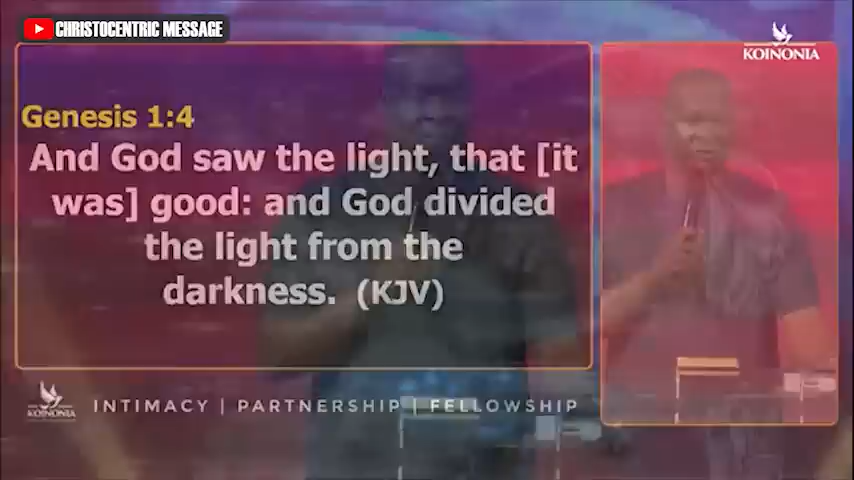 CHRISTOCENTRIC MESSAGE
KOINONIA
Genesis 1:4
And God saw the light, that [it
was] good: and God divided
the light from the
darkness. (KJV)
KOINONIA
INTIMACY | PARTNERSHIP | FELLOWSHIP